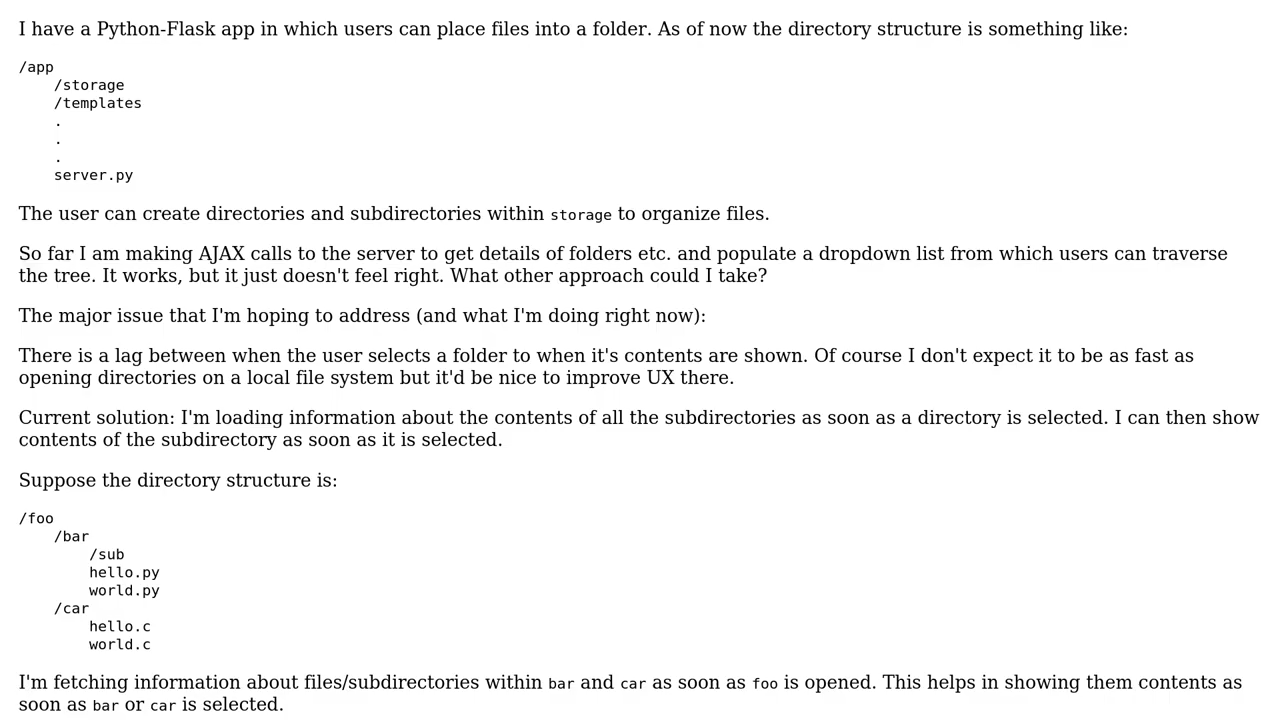 I have a Python-Flask app in which users can place files into a folder. As of now the directory structure is something like:
/app
    /storage
    /templates
    .
    .
    .
    server.py
The user can create directories and subdirectories within storage to organize files.
So far I am making AJAX calls to the server to get details of folders etc. and populate a dropdown list from which users can traverse
the tree. It works, but it just doesn't feel right. What other approach could I take?
The major issue that I'm hoping to address (and what I'm doing right now):
There is a lag between when the user selects a folder to when it's contents are shown. Of course I don't expect it to be as fast as
opening directories on a local file system but it'd be nice to improve UX there.
Current solution: I'm loading information about the contents of all the subdirectories as soon as a directory is selected. I can then show
contents of the subdirectory as soon as it is selected.
Suppose the directory structure is:
/foo
    /bar
        /sub
        hello.py
        world.py
    /car
        hello.c
        world.c
I'm fetching information about files/subdirectories within bar and car as soon as foo is opened. This helps in showing them contents as
soon as bar or car is selected.